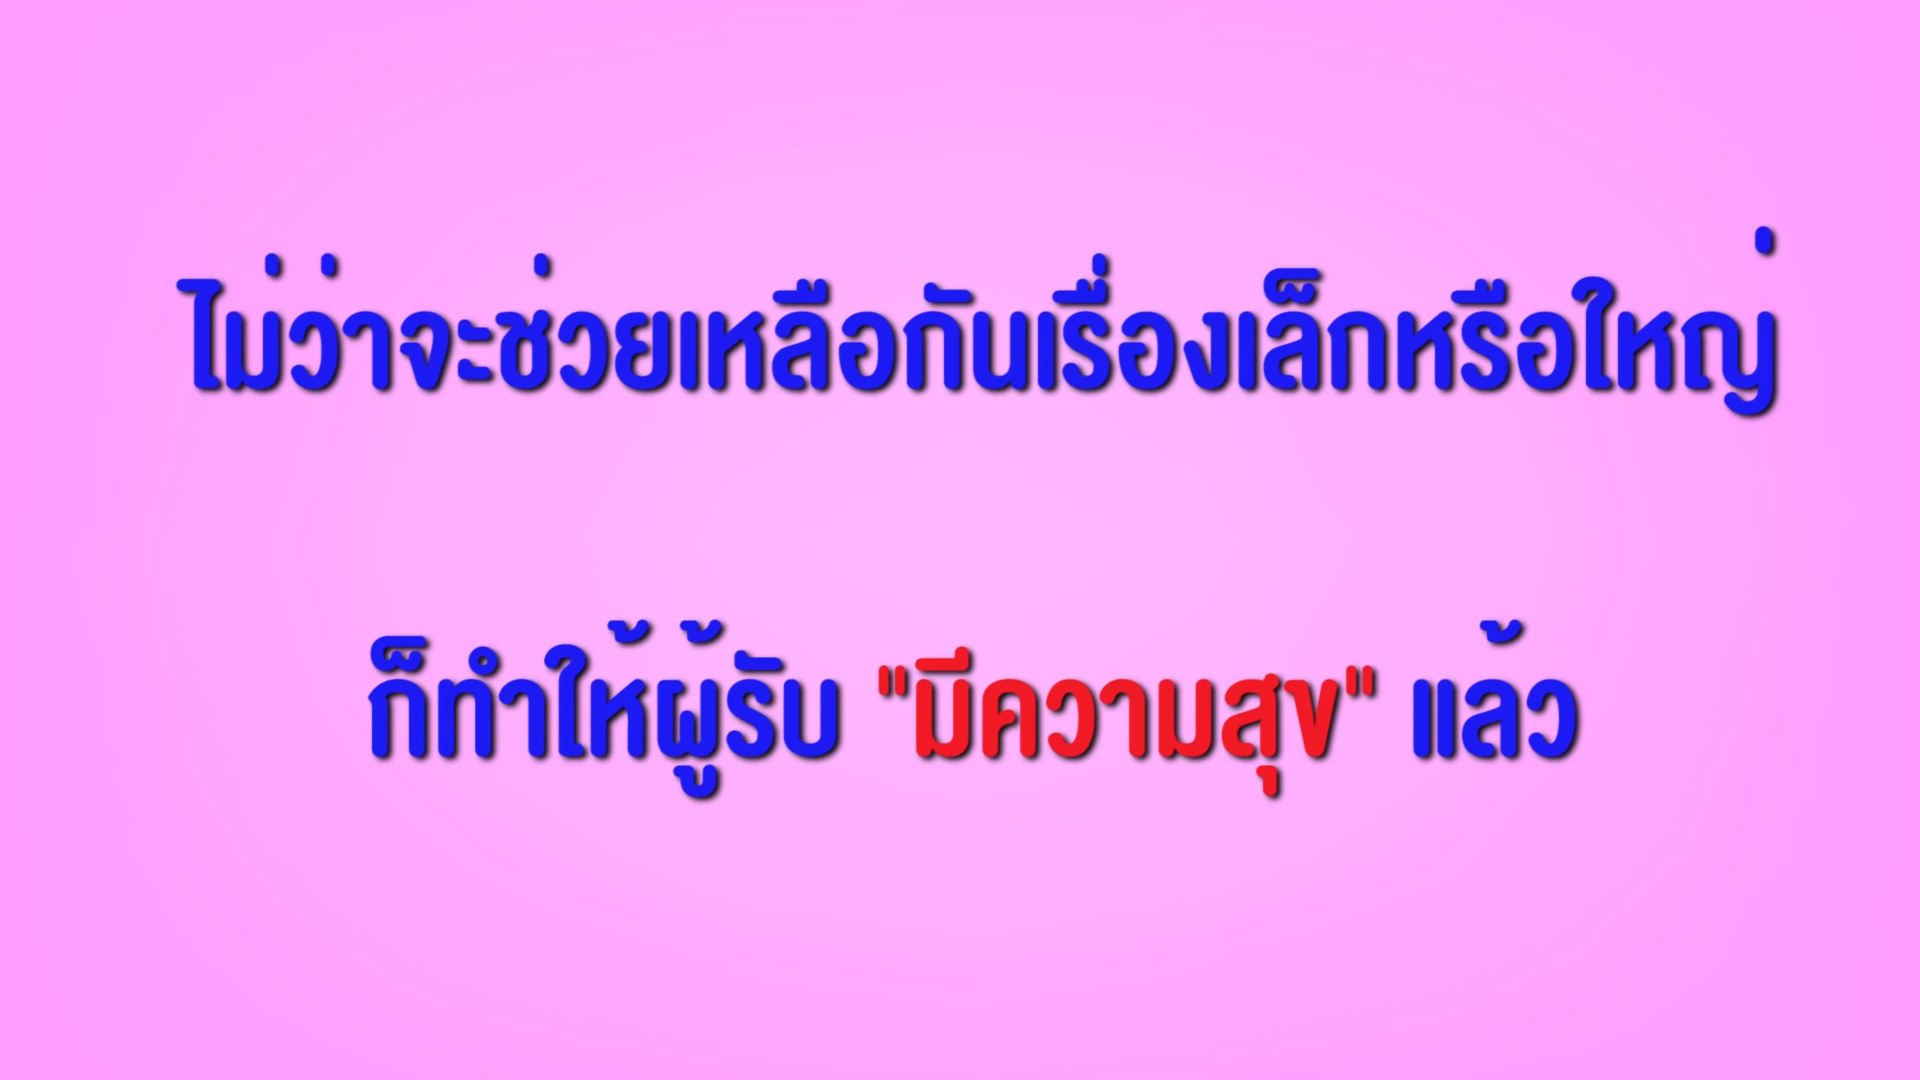 ไม่ว่าจะช่วยเหลือกันเรื่องเล็กหรือใหญ่
ก็ทำให้ผู้รับ "มีความสุข" แล้ว